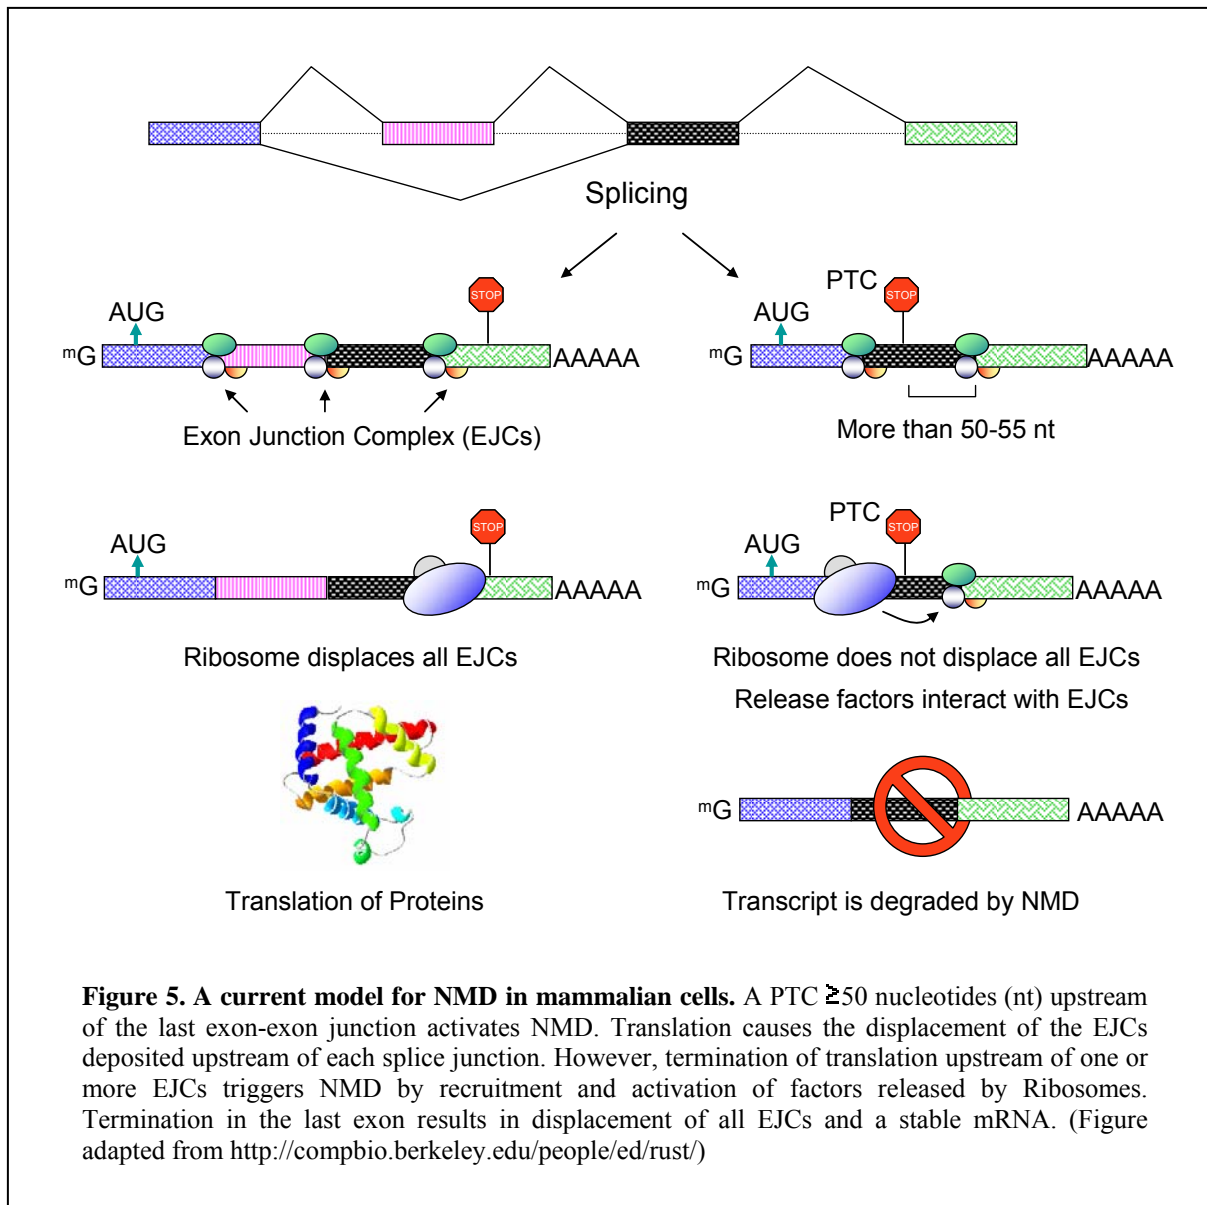 Splicing
AUG
STOP
mG
AAAAA
Exon Junction Complex (EJCs)
PTC
STOP
AUG
mG
AAAAA
More than 50-55 nt
AUG
STOP
mG
AAAAA
Ribosome displaces all EJCs
PTC
STOP
AUG
mG
AAAAA
Ribosome does not displace all EJCs
Release factors interact with EJCs
Translation of Proteins
mG
AAAAA
Transcript is degraded by NMD
Figure 5. A current model for NMD in mammalian cells. A PTC ≥50 nucleotides (nt) upstream
of the last exon-exon junction activates NMD. Translation causes the displacement of the EJCs
deposited upstream of each splice junction. However, termination of translation upstream of one or
more EJCs triggers NMD by recruitment and activation of factors released by Ribosomes.
Termination in the last exon results in displacement of all EJCs and a stable mRNA. (Figure
adapted from http://compbio.berkeley.edu/people/ed/rust/)